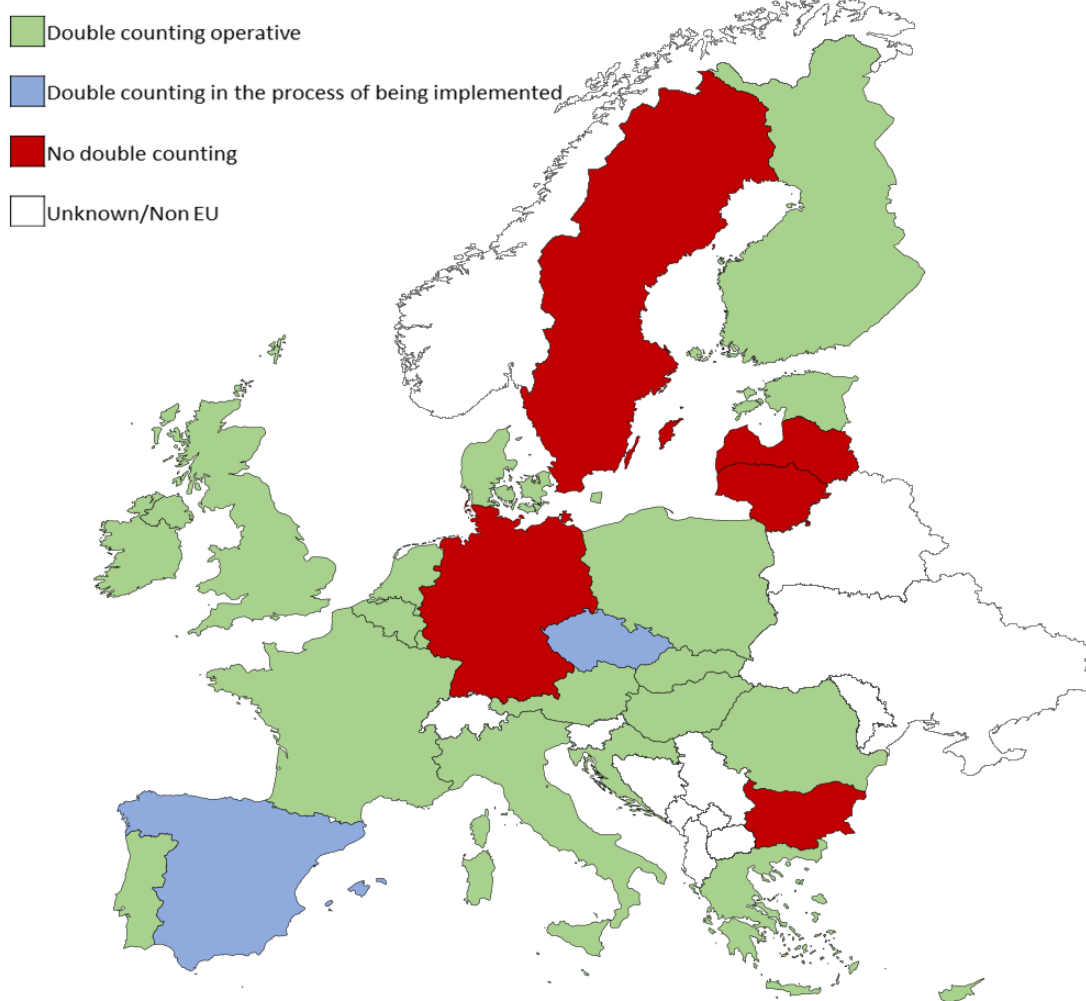 Double counting operative
Double counting in the process of being implemented
No double counting
Unknown/Non EU